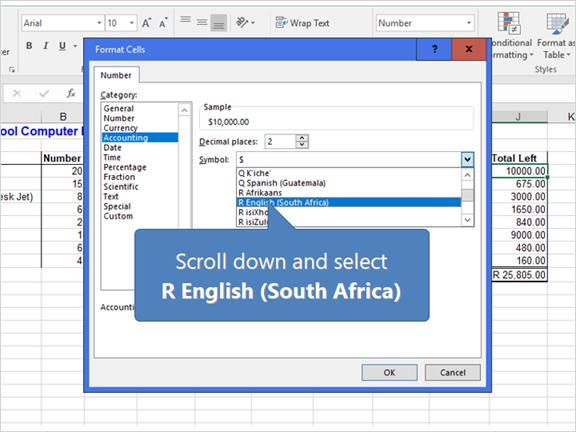 Arial
10
A
A
Wrap Text
Number
B I U
Conditional
Formatting
Format as
Table
Styles
Format Cells
?
X
Number
Category:
General
Number
Currency
Accounting
Date
Time
Percentage
Fraction
Scientific
Text
Special
Custom
Sample
$10,000.00
Decimal places: 2
Symbol: $
Q K'iche'
Q Spanish (Guatemala)
R Afrikaans
R English (South Africa)
R isiXho
R isiZulu
Scroll down and select
R English (South Africa)
Accounti
OK
Cancel
fx
B
J
K
ool Computer
Number
Total Left
20
10000.00
15
675.00
esk Jet)
8
3000.00
6
1650.00
2
840.00
1
9000.00
6
480.00
4
160.00
R 25,805.00